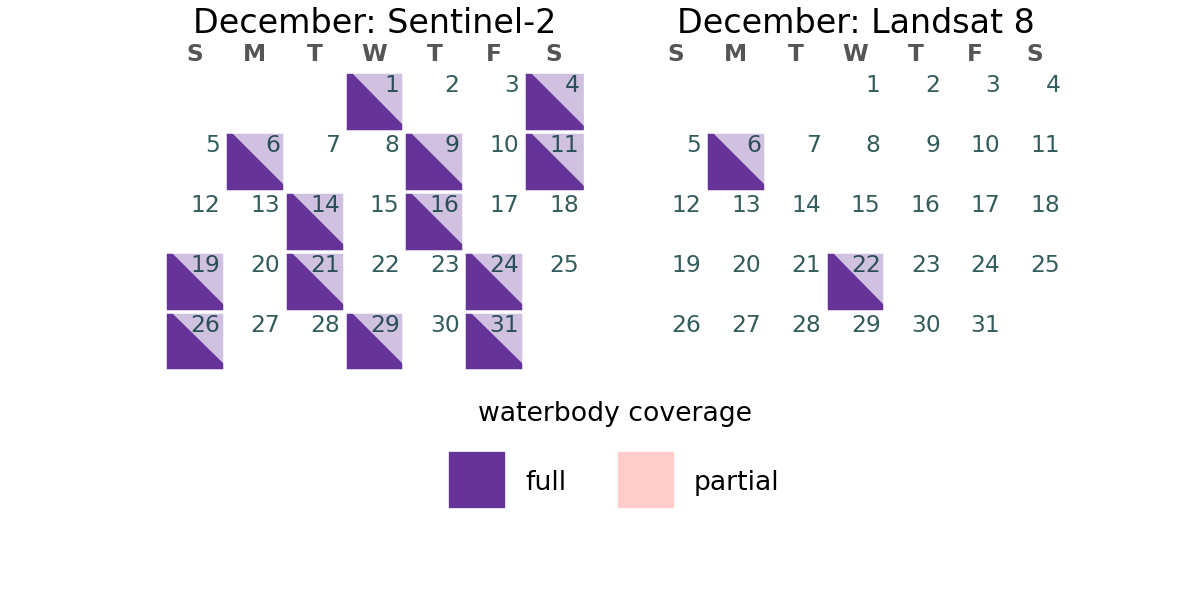 December: Sentinel-2
S M T W T F S
1 2 3 4
5 6 7 8 9 10 11
12 13 14 15 16 17 18
19 20 21 22 23 24 25
26 27 28 29 30 31
December: Landsat 8
S M T W T F S
1 2 3 4
5 6 7 8 9 10 11
12 13 14 15 16 17 18
19 20 21 22 23 24 25
26 27 28 29 30 31
waterbody coverage
full partial